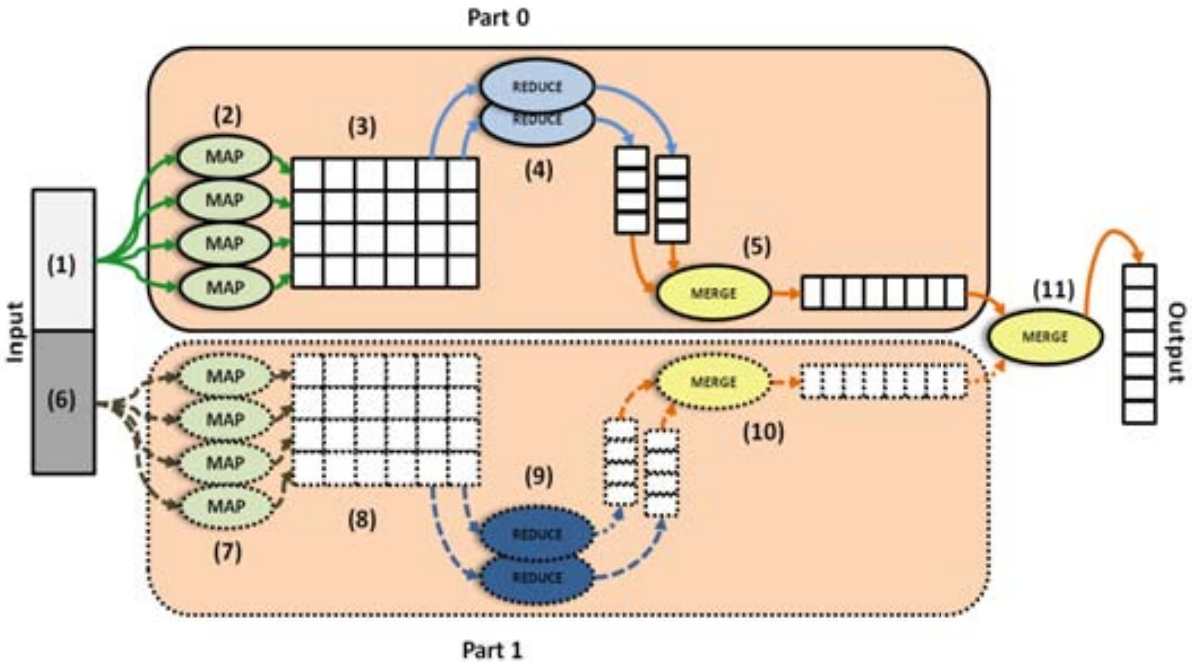 Part 0
(2)
(3)
REDUCE
REDUCE
(4)
MAP
MAP
MAP
MAP
(1)
(5)
MERGE
(11)
MERGE
Input
Output
(6)
MAP
MAP
MAP
MAP
(7)
(8)
(9)
REDUCE
REDUCE
MERGE
(10)
Part 1